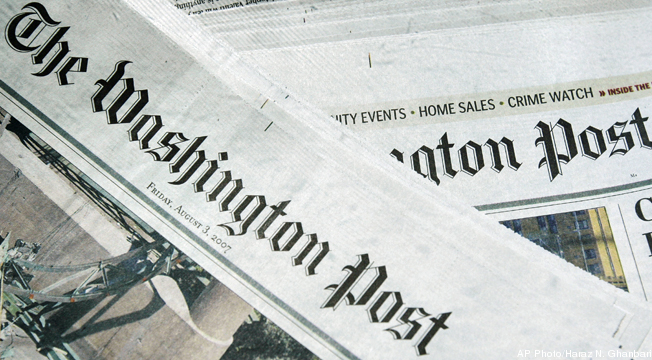 The Washington Post
FRIDAY, AUGUST 3, 2007
ITY EVENTS • HOME SALES • CRIME WATCH » INSIDE THE
ngton Post
AP Photo/Haraz N. Ghanbari